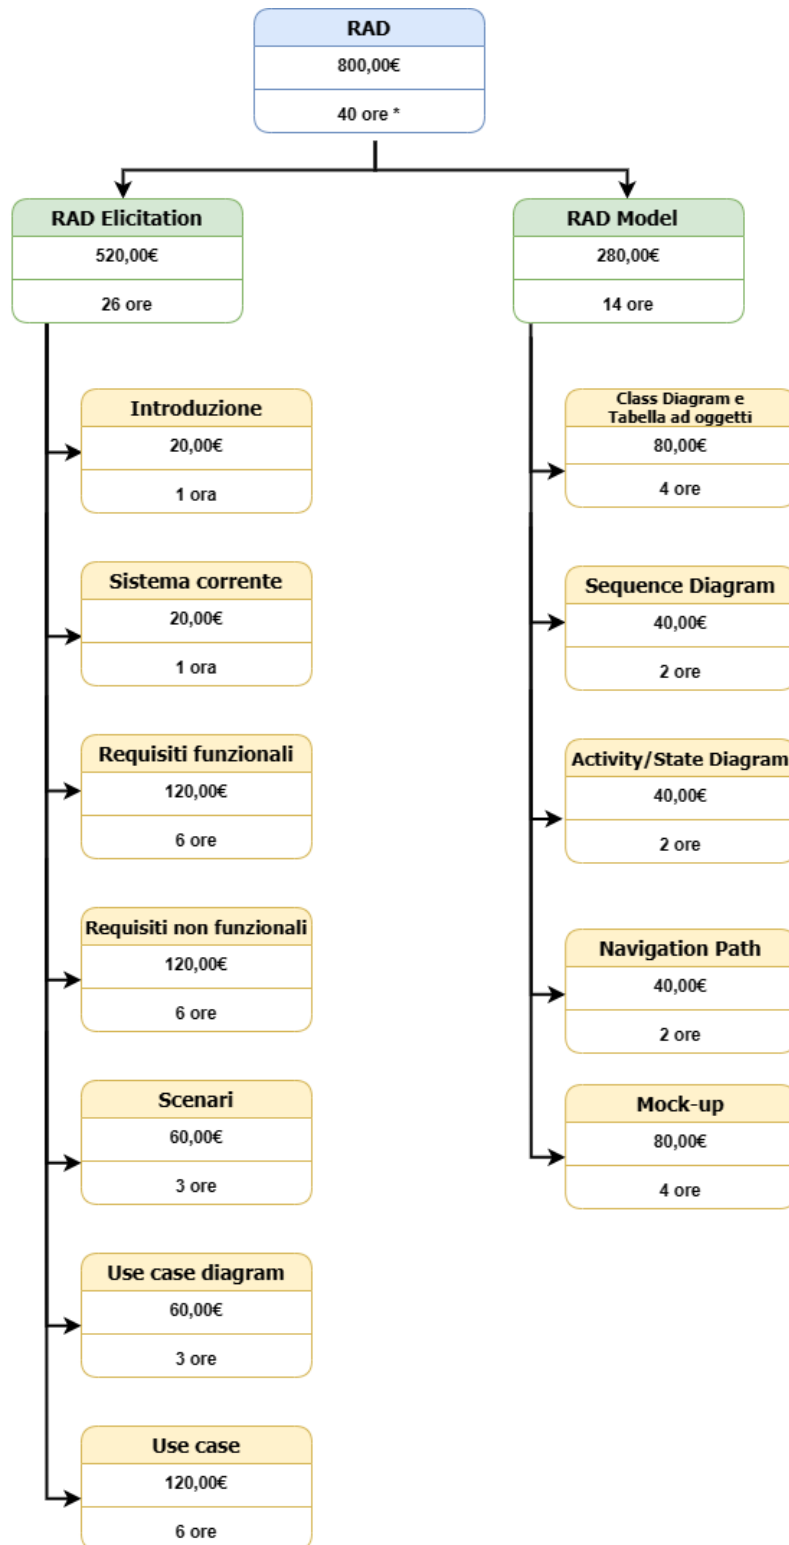 RAD
800,00€
40 ore *
RAD Elicitation
520,00€
26 ore
Introduzione
20,00€
1 ora
Sistema corrente
20,00€
1 ora
Requisiti funzionali
120,00€
6 ore
Requisiti non funzionali
120,00€
6 ore
Scenari
60,00€
3 ore
Use case diagram
60,00€
3 ore
Use case
120,00€
6 ore
RAD Model
280,00€
14 ore
Class Diagram e
Tabella ad oggetti
80,00€
4 ore
Sequence Diagram
40,00€
2 ore
Activity/State Diagram
40,00€
2 ore
Navigation Path
40,00€
2 ore
Mock-up
80,00€
4 ore